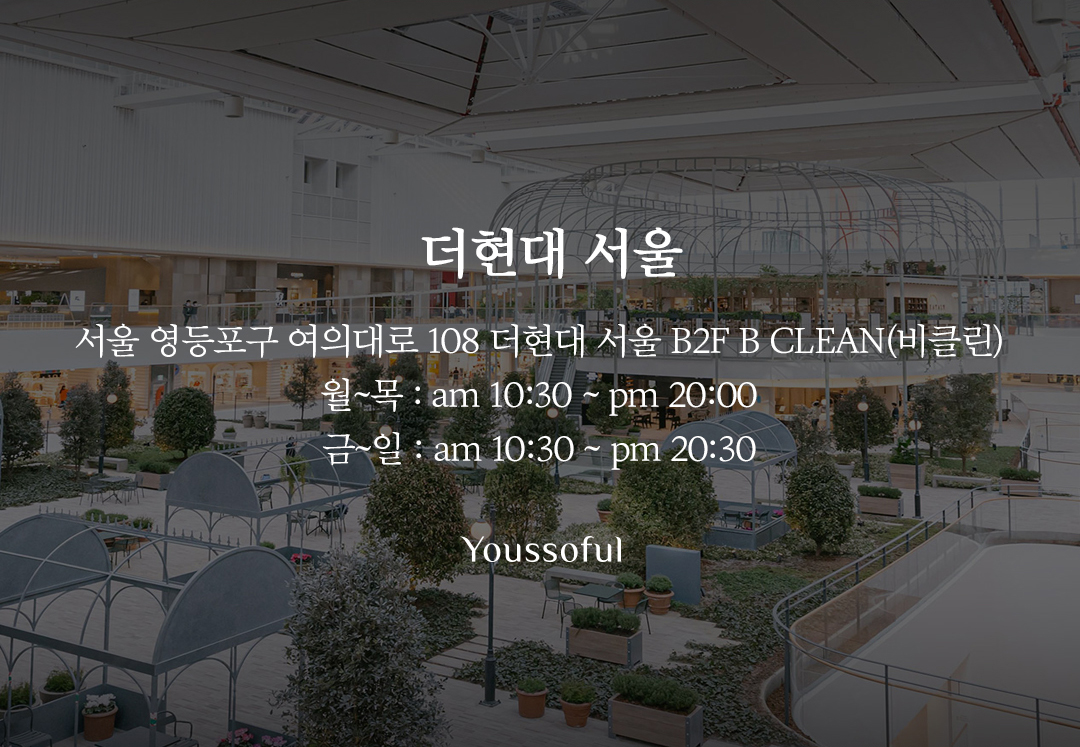 더현대 서울
서울 영등포구 여의대로 108 더현대 서울 B2F B CLEAN(비클린)
월~목 : am 10:30 ~ pm 20:00
금~일 : am 10:30 ~ pm 20:30
Youssoful